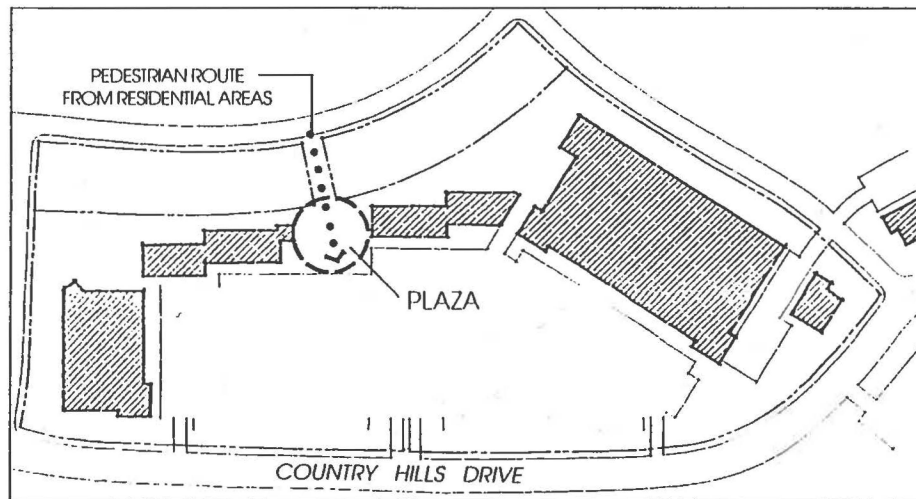 PEDESTRIAN ROUTE
FROM RESIDENTIAL AREAS
PLAZA
COUNTRY HILLS DRIVE